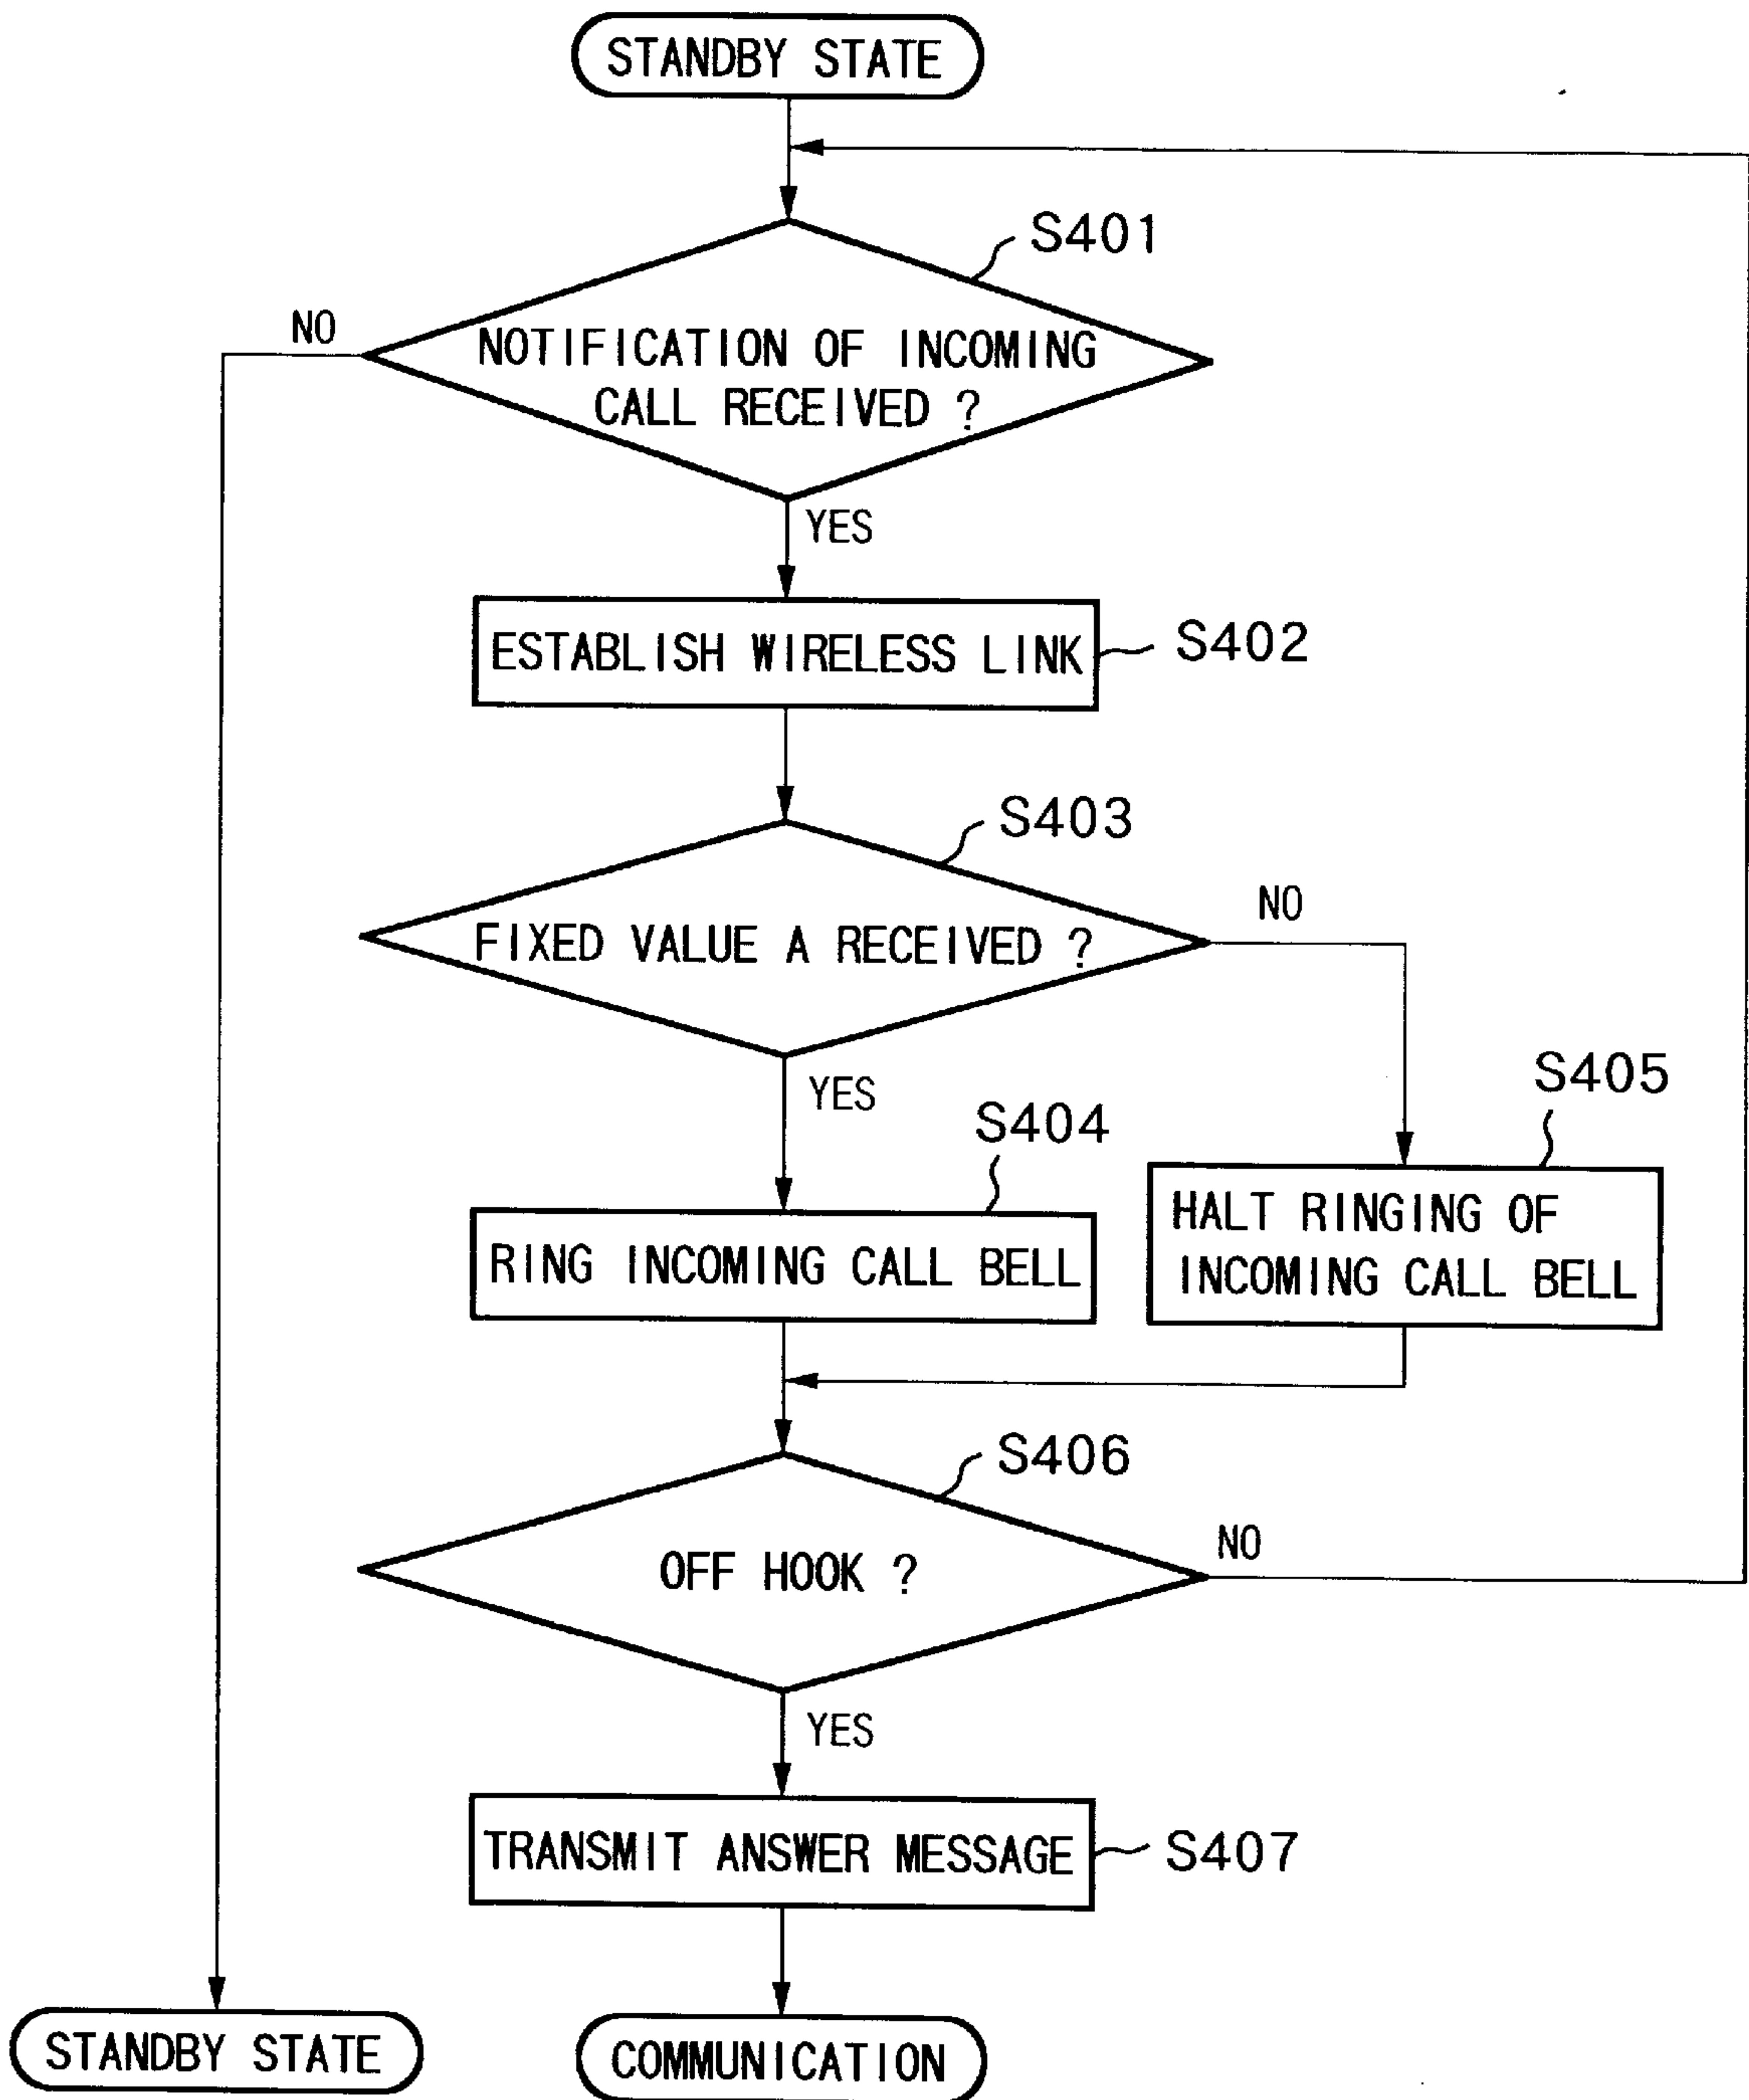 STANDBY STATE
S401
NO
NOTIFICATION OF INCOMING
CALL RECEIVED ?
YES
ESTABLISH WIRELESS LINK
S402
S403
FIXED VALUE A RECEIVED ?
NO
YES
S404
S405
RING INCOMING CALL BELL
HALT RINGING OF
INCOMING CALL BELL
S406
OFF HOOK ?
NO
YES
TRANSMIT ANSWER MESSAGE
S407
STANDBY STATE
COMMUNICATION